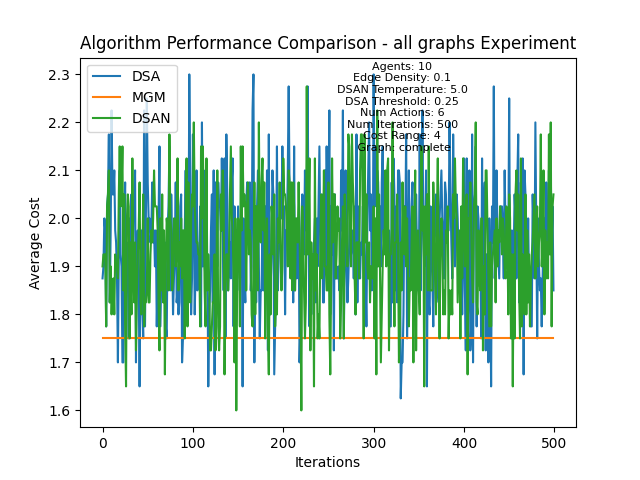 Algorithm Performance Comparison - all graphs Experiment
DSA
MGM
DSAN
Agents: 10
Edge Density: 0.1
DSAN Temperature: 5.0
DSA Threshold: 0.25
Num Actions: 6
Num Iterations: 500
Cost Range: 4
Graph: complete
Average Cost
2.3
2.2
2.1
2.0
1.9
1.8
1.7
1.6
0 100 200 300 400 500
Iterations